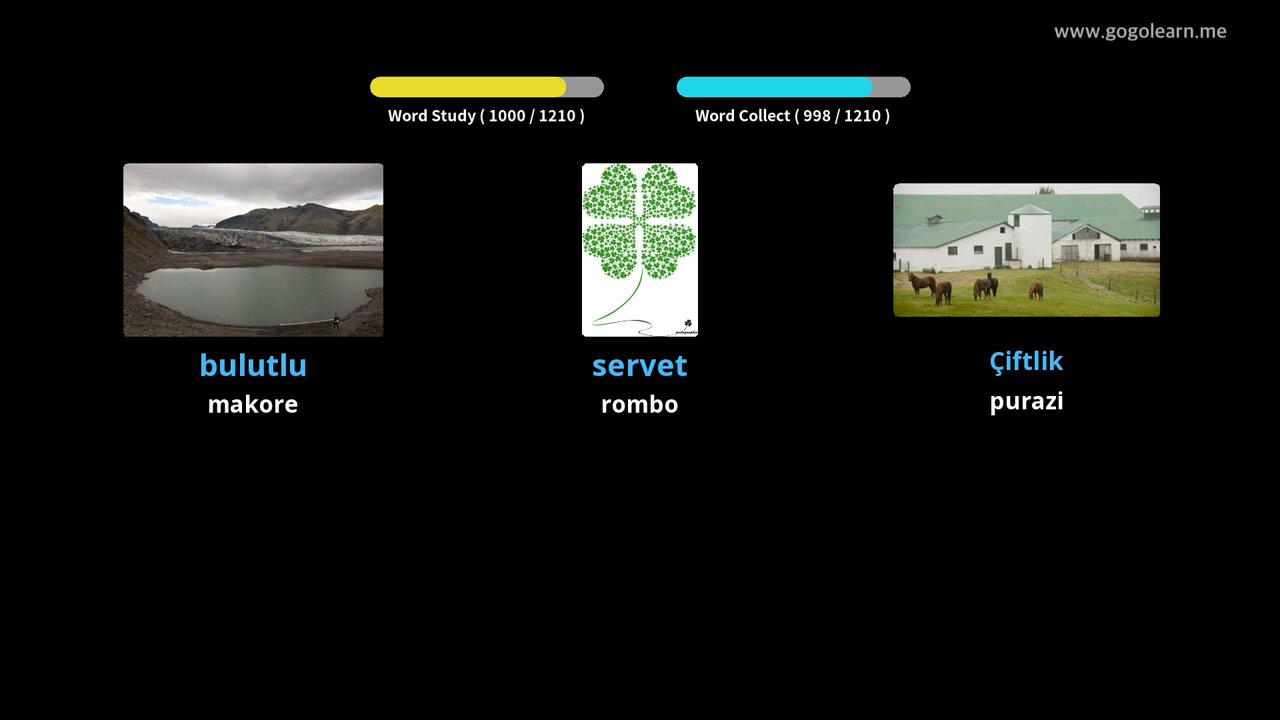 www.gogolearn.me
Word Study ( 1000 / 1210 )
Word Collect ( 998 / 1210 )
bulutlu
servet
Çiftlik
makore
rombo
purazi